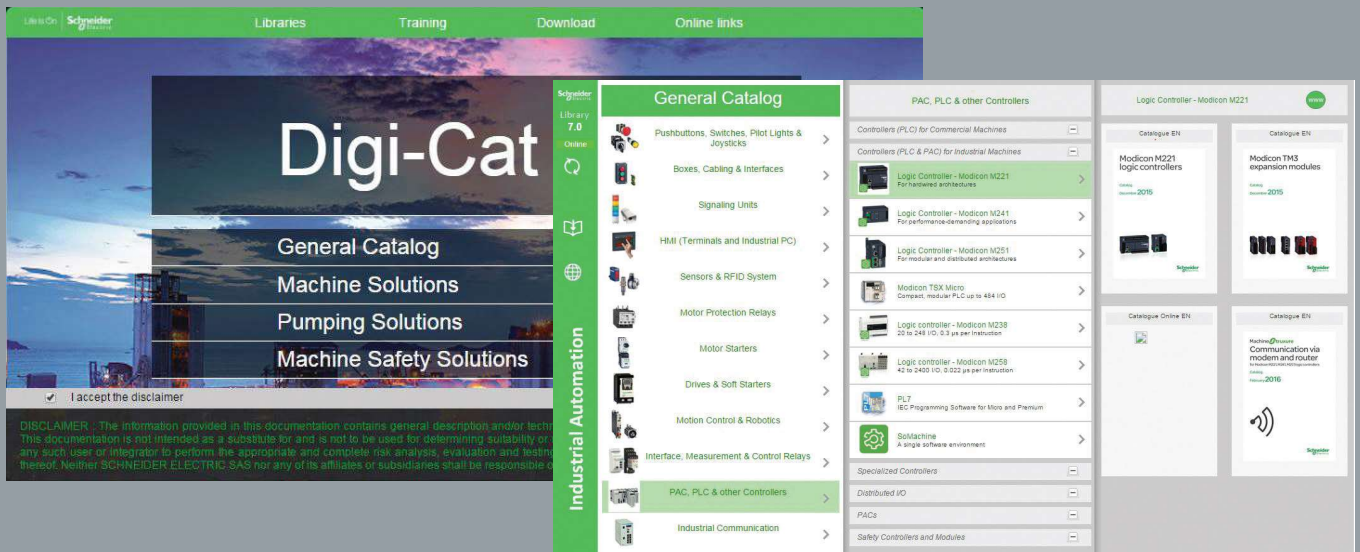 Life Is On Schneider Electric
Libraries
Training
Download
Online links
Digi-Cat
General Catalog
Machine Solutions
Pumping Solutions
Machine Safety Solutions
I accept the disclaimer
DISCLAIMER : The information provided in this documentation contains general description and/or techn
This documentation is not intended as a substitute for and is not to be used for determining suitability or
any such user or integrator to perform the appropriate and complete risk analysis, evaluation and testing
thereof. Neither SCHNEIDER ELECTRIC SAS nor any of its affiliates or subsidiaries shall be responsible o
Schneider Electric
Library
7.0
Online
Industrial Automation
General Catalog
Pushbuttons, Switches, Pilot Lights &
Joysticks
Boxes, Cabling & Interfaces
Signaling Units
HMI (Terminals and Industrial PC)
Sensors & RFID System
Motor Protection Relays
Motor Starters
Drives & Soft Starters
Motion Control & Robotics
Interface, Measurement & Control Relays
PAC, PLC & other Controllers
Industrial Communication
PAC, PLC & other Controllers
Controllers (PLC) for Commercial Machines
Controllers (PLC & PAC) for Industrial Machines
Logic Controller - Modicon M221
For hardwired architectures
Logic Controller - Modicon M241
For performance-demanding applications
Logic Controller - Modicon M251
For modular and distributed architectures
Modicon TSX Micro
Compact, modular PLC up to 484 I/O
Logic controller - Modicon M238
20 to 248 I/O, 0.3 µs per Instruction
Logic controller - Modicon M258
42 to 2400 I/O, 0.022 µs per Instruction
PL7
IEC Programming Software for Micro and Premium
SoMachine
A single software environment
Specialized Controllers
Distributed I/O
PACs
Safety Controllers and Modules
Logic Controller - Modicon M221
www
Catalogue EN
Modicon M221
logic controllers
Catalog
December 2015
Schneider
Catalogue EN
Modicon TM3
expansion modules
Catalog
December 2015
Schneider
Catalogue Online EN
Catalogue EN
MachineStruxure
Communication via
modem and router
Catalog
February 2016
Schneider